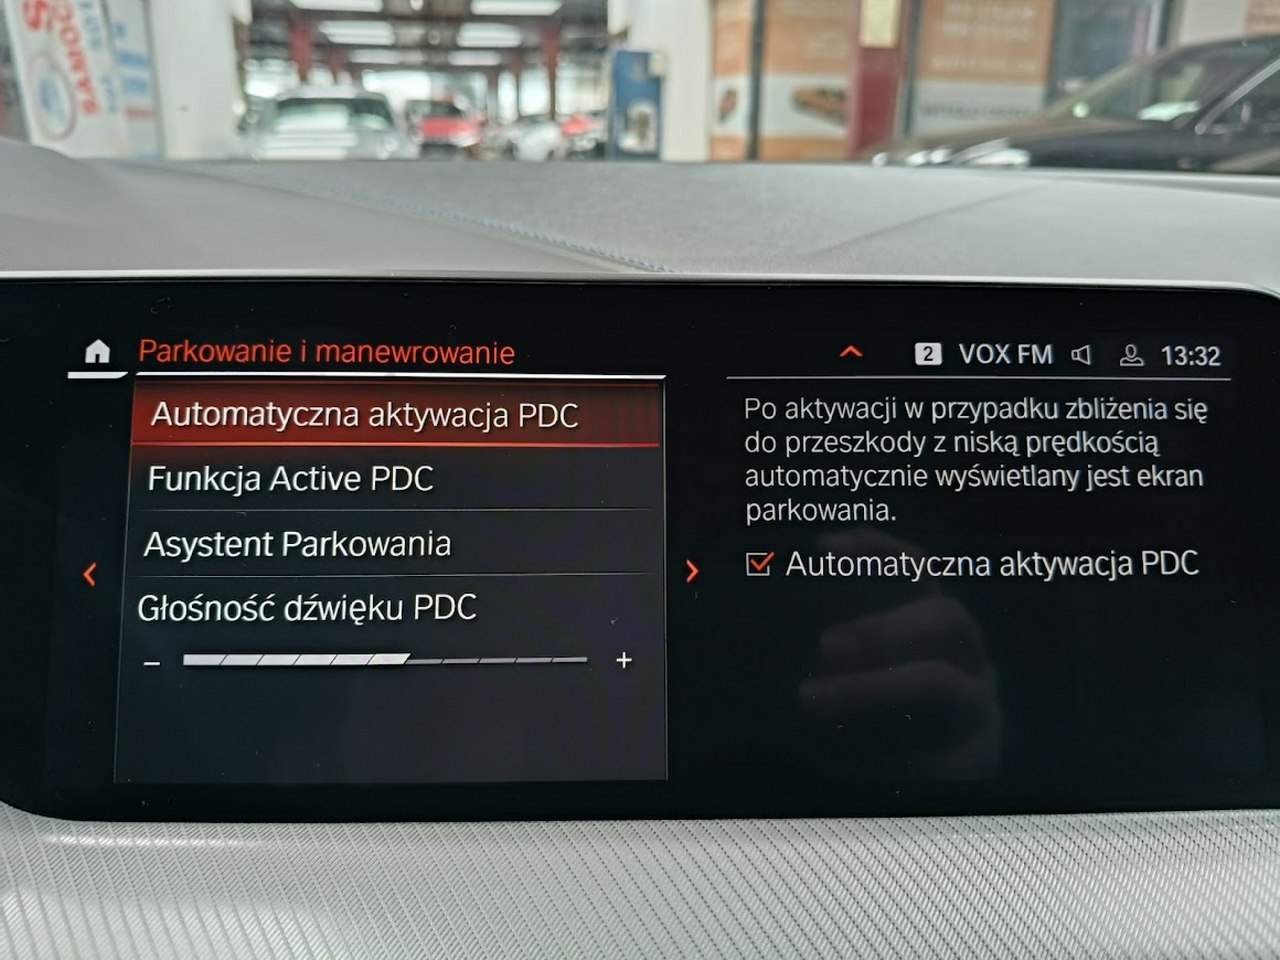 Parkowanie i manewrowanie
2 VOX FM 13:32
Automatyczna aktywacja PDC
Funkcja Active PDC
Asystent Parkowania
Głośność dźwięku PDC
− +
Po aktywacji w przypadku zbliżenia się
do przeszkody z niską prędkością
automatycznie wyświetlany jest ekran
parkowania.
Automatyczna aktywacja PDC